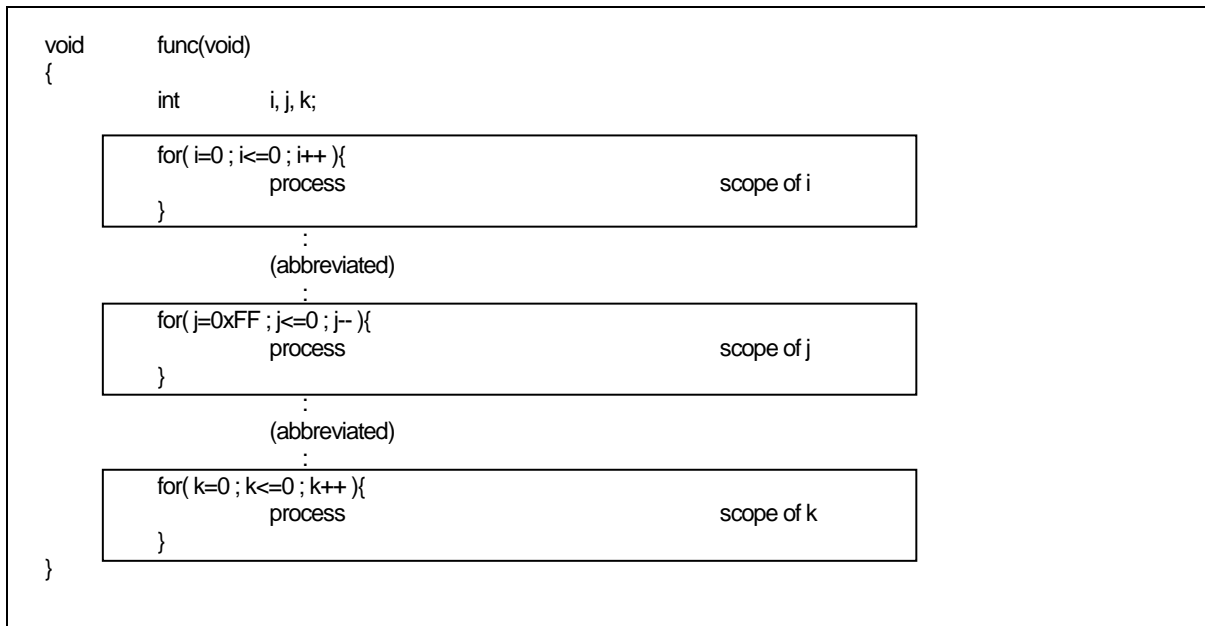 void func(void)
{
int i, j, k;
for( i=0 ; i<=0 ; i++ ){
process scope of i
}
:
(abbreviated)
:
for( j=0xFF ; j<=0 ; j-- ){
process scope of j
}
:
(abbreviated)
:
for( k=0 ; k<=0 ; k++ ){
process scope of k
}
}